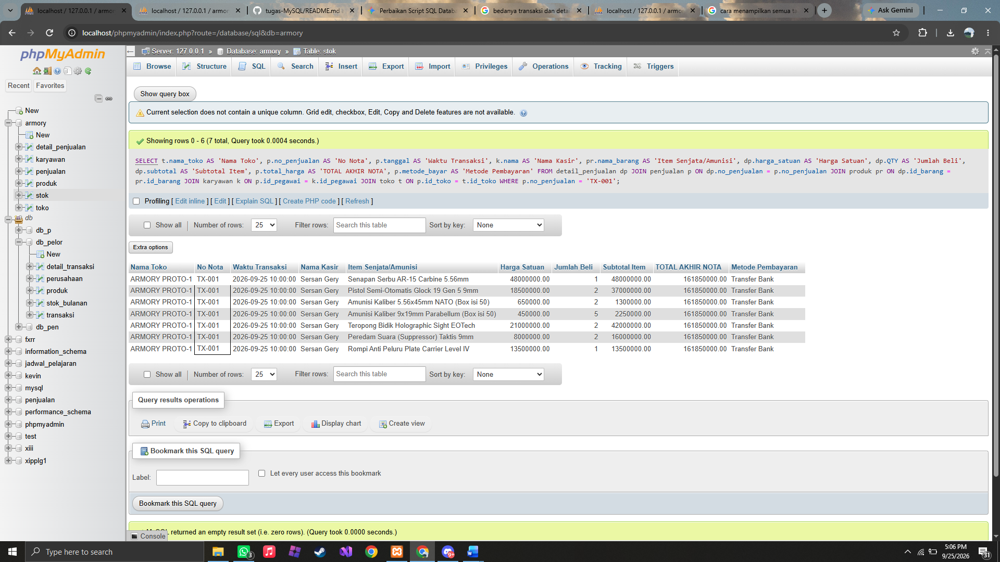 localhost / 127.0.0.1 / armor
localhost / 127.0.0.1 / armor
tugas-MySQL/README.md a
Perbaikan Script SQL Databa
bedanya transaksi dan detai
localhost / 127.0.0.1 / armo
cara menampilkan semua ta
Ask Gemini
localhost/phpmyadmin/index.php?route=/database/sql&db=armory
phpMyAdmin
Recent
Favorites
New
armory
New
detail_penjualan
karyawan
penjualan
produk
stok
toko
db
db_p
db_pelor
New
detail_transaksi
perusahaan
produk
stok_bulanan
transaksi
db_pen
fxrr
information_schema
jadwal_pelajaran
kevin
mysql
penjualan
performance_schema
phpmyadmin
test
xiii
xipplg1
Server: 127.0.0.1 » Database: armory » Table: stok
Browse Structure SQL Search Insert Export Import Privileges Operations Tracking Triggers
Show query box
Current selection does not contain a unique column. Grid edit, checkbox, Edit, Copy and Delete features are not available.
Showing rows 0 - 6 (7 total, Query took 0.0004 seconds.)
SELECT t.nama_toko AS 'Nama Toko', p.no_penjualan AS 'No Nota', p.tanggal AS 'Waktu Transaksi', k.nama AS 'Nama Kasir', pr.nama_barang AS 'Item Senjata/Amunisi', dp.harga_satuan AS 'Harga Satuan', dp.QTY AS 'Jumlah Beli',
dp.subtotal AS 'Subtotal Item', p.total_harga AS 'TOTAL AKHIR NOTA', p.metode_bayar AS 'Metode Pembayaran' FROM detail_penjualan dp JOIN penjualan p ON dp.no_penjualan = p.no_penjualan JOIN produk pr ON dp.id_barang =
pr.id_barang JOIN karyawan k ON p.id_pegawai = k.id_pegawai JOIN toko t ON p.id_toko = t.id_toko WHERE p.no_penjualan = 'TX-001';
Profiling [ Edit inline ] [ Edit ] [ Explain SQL ] [ Create PHP code ] [ Refresh ]
Show all Number of rows: 25 Filter rows: Search this table Sort by key: None
Extra options
Nama Toko No Nota Waktu Transaksi Nama Kasir Item Senjata/Amunisi Harga Satuan Jumlah Beli Subtotal Item TOTAL AKHIR NOTA Metode Pembayaran
ARMORY PROTO-1 TX-001 2026-09-25 10:00:00 Sersan Gery Senapan Serbu AR-15 Carbine 5.56mm 48000000.00 1 48000000.00 161850000.00 Transfer Bank
ARMORY PROTO-1 TX-001 2026-09-25 10:00:00 Sersan Gery Pistol Semi-Otomatis Glock 19 Gen 5 9mm 18500000.00 2 37000000.00 161850000.00 Transfer Bank
ARMORY PROTO-1 TX-001 2026-09-25 10:00:00 Sersan Gery Amunisi Kaliber 5.56x45mm NATO (Box isi 50) 650000.00 2 1300000.00 161850000.00 Transfer Bank
ARMORY PROTO-1 TX-001 2026-09-25 10:00:00 Sersan Gery Amunisi Kaliber 9x19mm Parabellum (Box isi 50) 450000.00 5 2250000.00 161850000.00 Transfer Bank
ARMORY PROTO-1 TX-001 2026-09-25 10:00:00 Sersan Gery Teropong Bidik Holographic Sight EOTech 21000000.00 2 42000000.00 161850000.00 Transfer Bank
ARMORY PROTO-1 TX-001 2026-09-25 10:00:00 Sersan Gery Peredam Suara (Suppressor) Taktis 9mm 8000000.00 2 16000000.00 161850000.00 Transfer Bank
ARMORY PROTO-1 TX-001 2026-09-25 10:00:00 Sersan Gery Rompi Anti Peluru Plate Carrier Level IV 13500000.00 1 13500000.00 161850000.00 Transfer Bank
Show all Number of rows: 25 Filter rows: Search this table Sort by key: None
Query results operations
Print Copy to clipboard Export Display chart Create view
Bookmark this SQL query
Label: Let every user access this bookmark
Bookmark this SQL query
returned an empty result set (i.e. zero rows). (Query took 0.0000 seconds.)
Console
Type here to search
3
9+
5:06 PM
9/25/2026
31